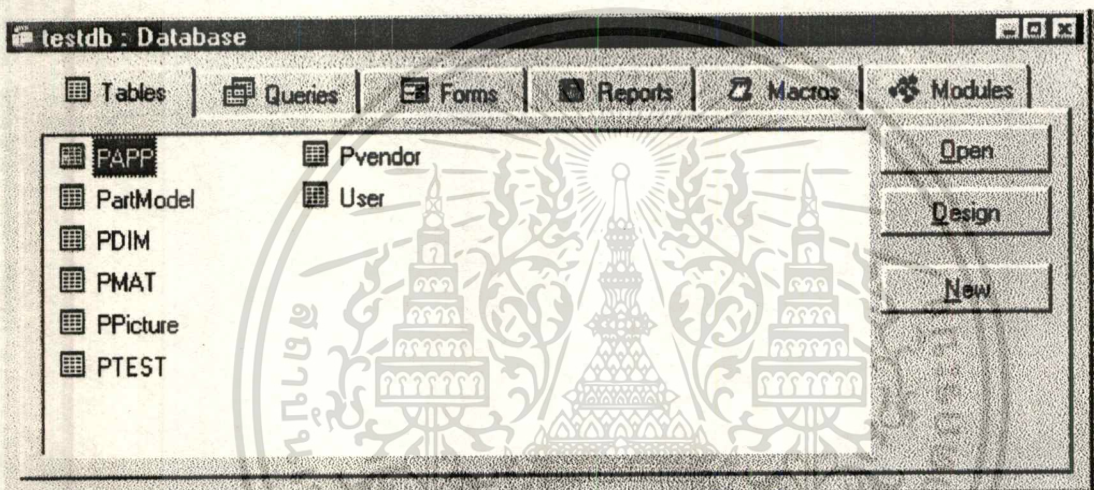 testdb : Database
Tables
Queries
Forms
Reports
Macros
Modules
PAPP
PartModel
PDIM
PMAT
PPicture
PTEST
Pvendor
User
Open
Design
New